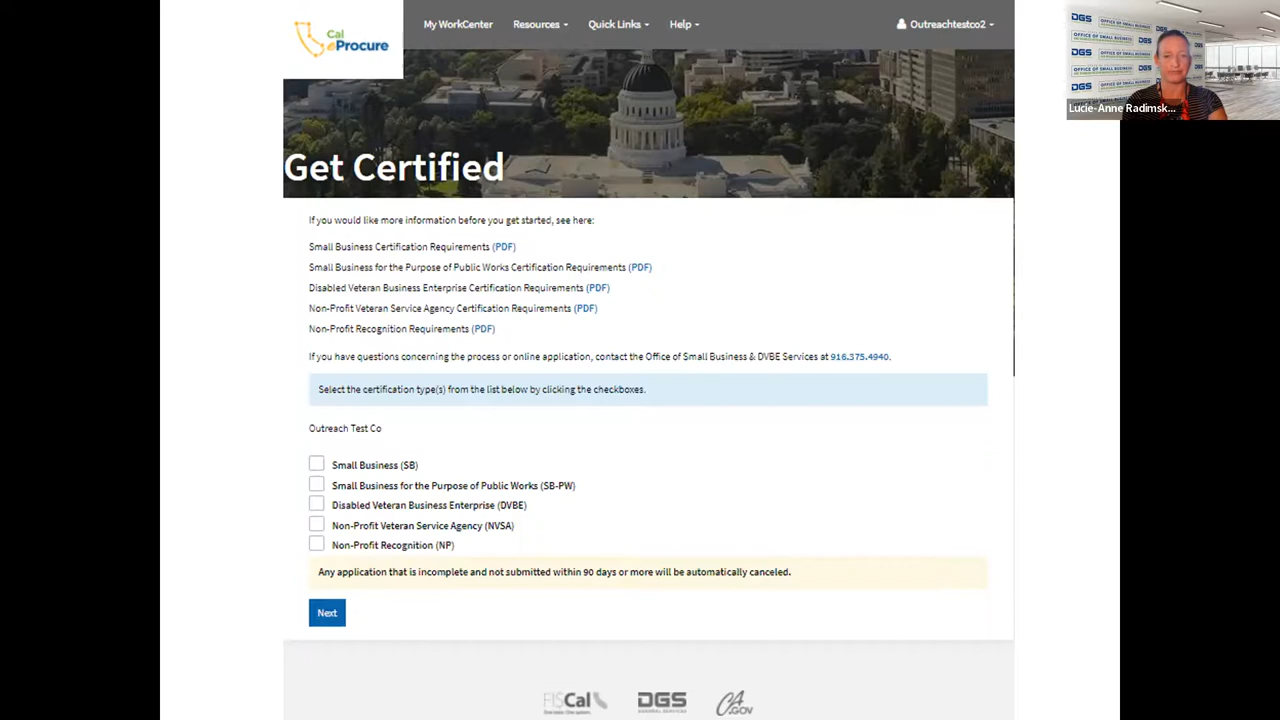 Cal eProcure
My WorkCenter
Resources
Quick Links
Help
Outreachtestco2
DGS
OFFICE OF SMALL BUSINESS
Lucie-Anne Radimsk...
Get Certified
If you would like more information before you get started, see here:
Small Business Certification Requirements (PDF)
Small Business for the Purpose of Public Works Certification Requirements (PDF)
Disabled Veteran Business Enterprise Certification Requirements (PDF)
Non-Profit Veteran Service Agency Certification Requirements (PDF)
Non-Profit Recognition Requirements (PDF)
If you have questions concerning the process or online application, contact the Office of Small Business & DVBE Services at 916.375.4940.
Select the certification type(s) from the list below by clicking the checkboxes.
Outreach Test Co
Small Business (SB)
Small Business for the Purpose of Public Works (SB-PW)
Disabled Veteran Business Enterprise (DVBE)
Non-Profit Veteran Service Agency (NVSA)
Non-Profit Recognition (NP)
Any application that is incomplete and not submitted within 90 days or more will be automatically canceled.
Next
FI$Cal
DGS
CA.GOV